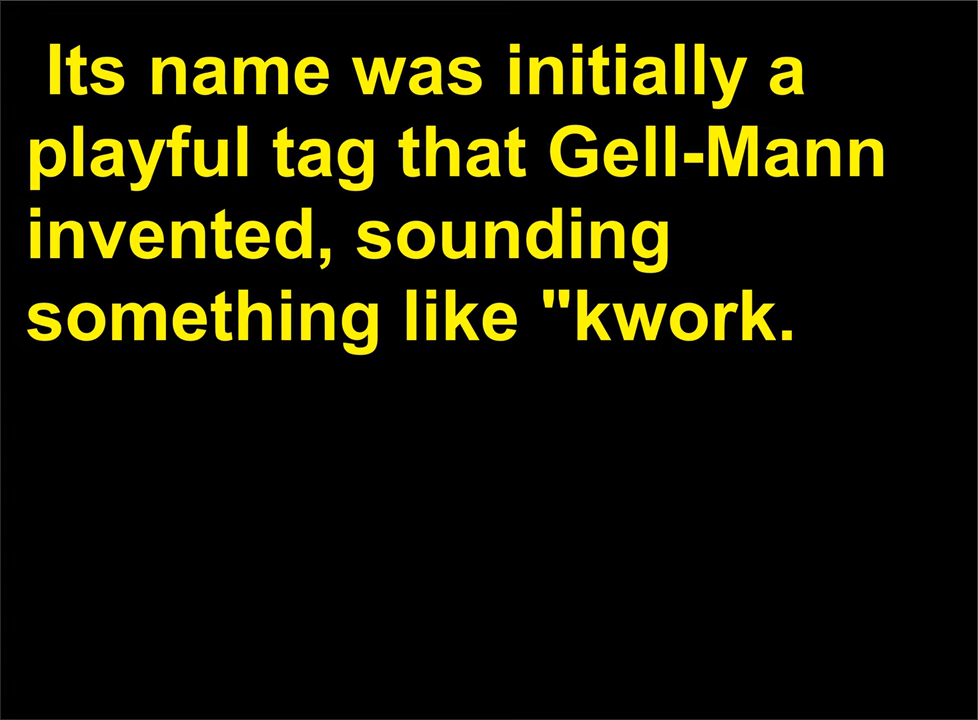 Its name was initially a
playful tag that Gell-Mann
invented, sounding
something like "kwork.